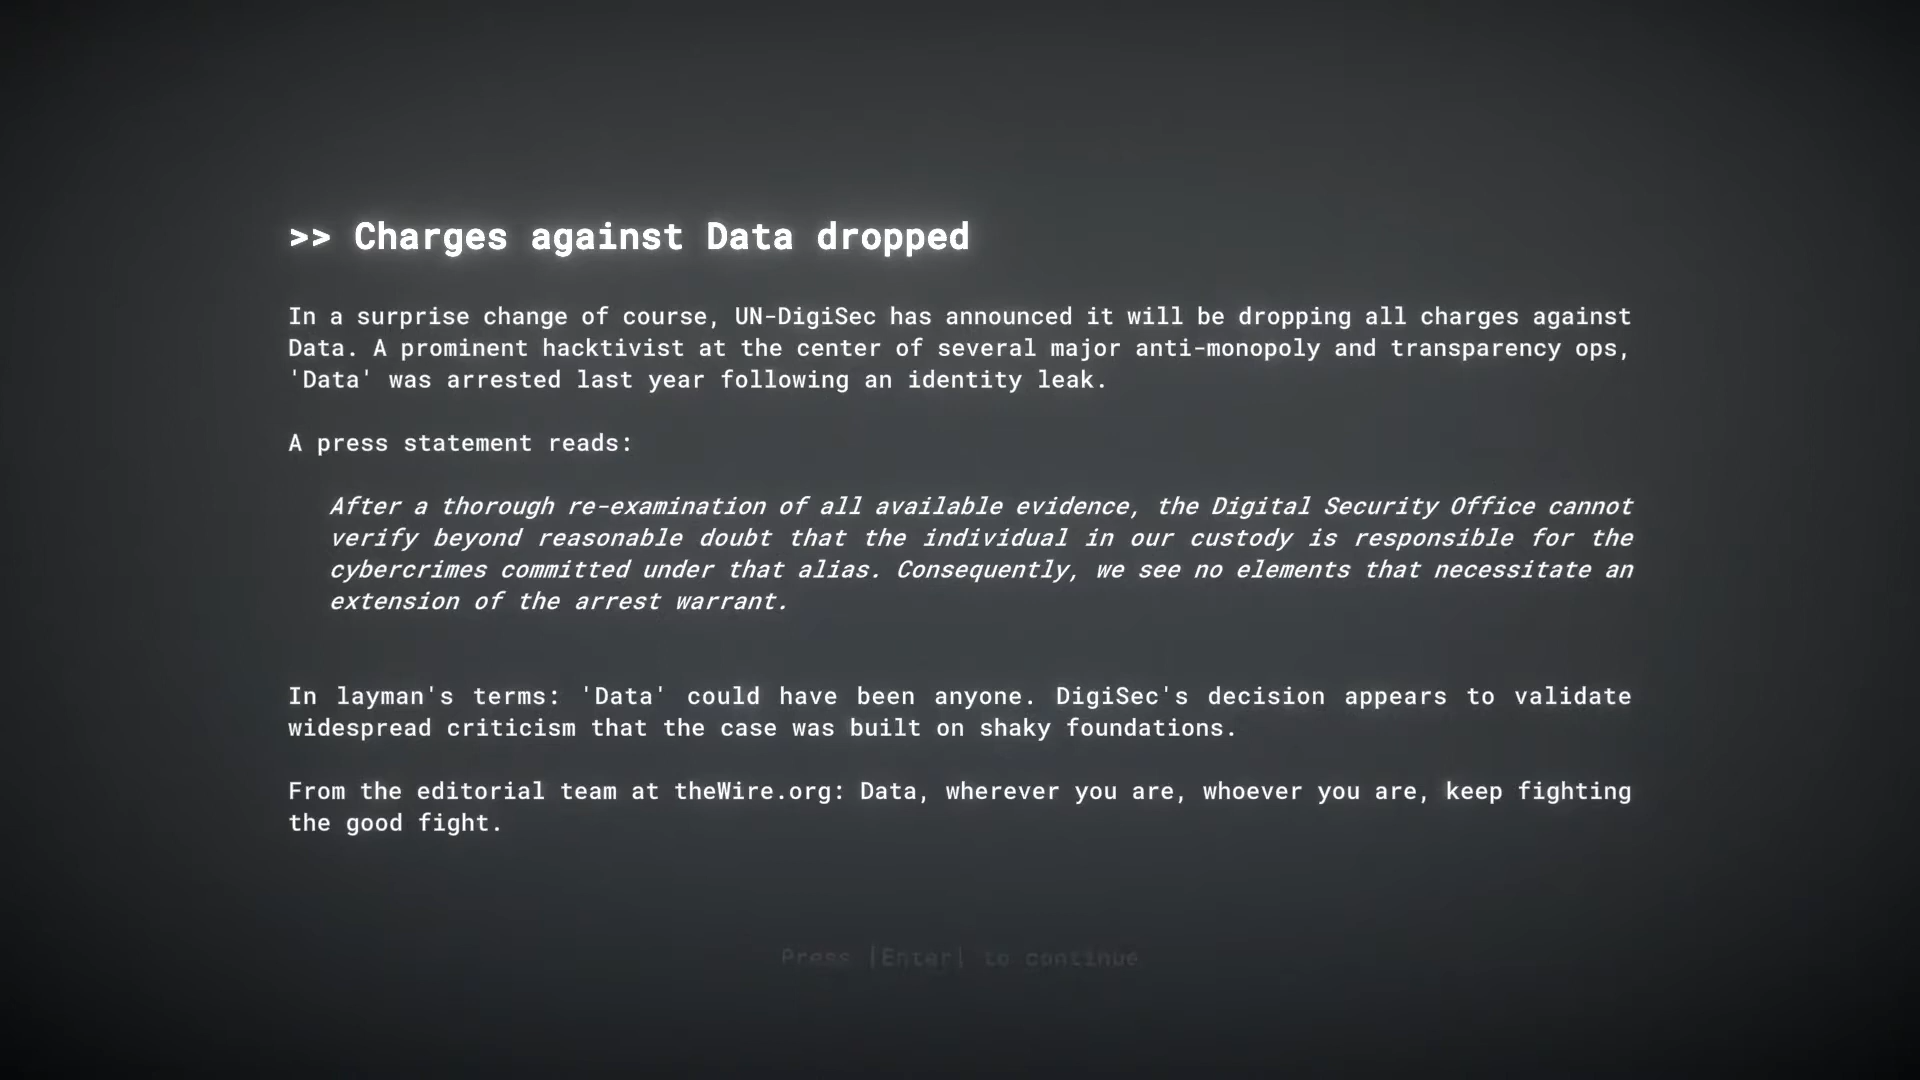 >> Charges against Data dropped
In a surprise change of course, UN-DigiSec has announced it will be dropping all charges against
Data. A prominent hacktivist at the center of several major anti-monopoly and transparency ops,
'Data' was arrested last year following an identity leak.
A press statement reads:
After a thorough re-examination of all available evidence, the Digital Security Office cannot
verify beyond reasonable doubt that the individual in our custody is responsible for the
cybercrimes committed under that alias. Consequently, we see no elements that necessitate an
extension of the arrest warrant.
In layman's terms: 'Data' could have been anyone. DigiSec's decision appears to validate
widespread criticism that the case was built on shaky foundations.
From the editorial team at theWire.org: Data, wherever you are, whoever you are, keep fighting
the good fight.
Press |Enter| to continue